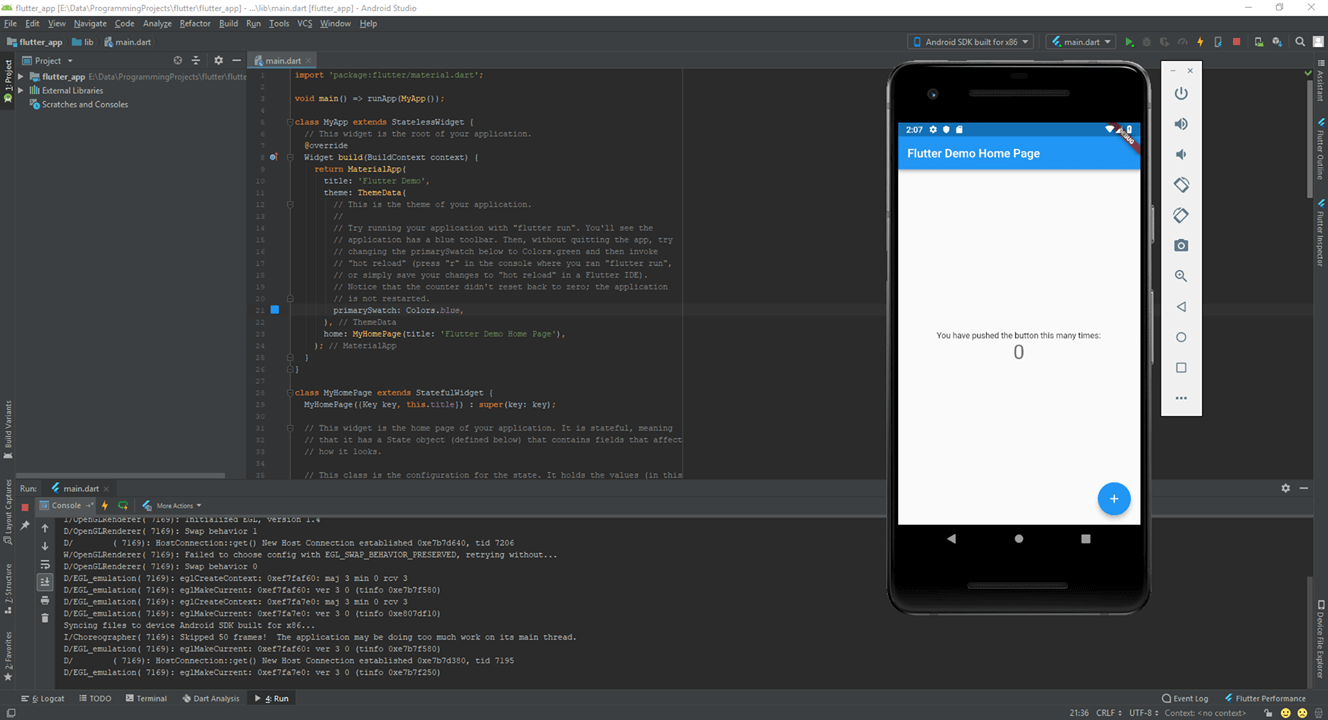 flutter_app [E:\Data\ProgrammingProjects\flutter\flutter_app] - ...\lib\main.dart [flutter_app] - Android Studio
File Edit View Navigate Code Analyze Refactor Build Run Tools VCS Window Help
flutter_app lib main.dart
Android SDK built for x86 main.dart
Project
main.dart
1: Project
flutter_app E:\Data\ProgrammingProjects\flutter\flutte
External Libraries
Scratches and Consoles
1 import 'package:flutter/material.dart';
2
3 void main() => runApp(MyApp());
4
5 class MyApp extends StatelessWidget {
6 // This widget is the root of your application.
7 @override
8 Widget build(BuildContext context) {
9 return MaterialApp(
10 title: 'Flutter Demo',
11 theme: ThemeData(
12 // This is the theme of your application.
13 //
14 // Try running your application with "flutter run". You'll see the
15 // application has a blue toolbar. Then, without quitting the app, try
16 // changing the primarySwatch below to Colors.green and then invoke
17 // "hot reload" (press "r" in the console where you ran "flutter run",
18 // or simply save your changes to "hot reload" in a Flutter IDE).
19 // Notice that the counter didn't reset back to zero; the application
20 // is not restarted.
21 primarySwatch: Colors.blue,
22 ), // ThemeData
23 home: MyHomePage(title: 'Flutter Demo Home Page'),
24 ); // MaterialApp
25 }
26 }
27
28 class MyHomePage extends StatefulWidget {
29 MyHomePage({Key key, this.title}) : super(key: key);
30
31 // This widget is the home page of your application. It is stateful, meaning
32 // that it has a State object (defined below) that contains fields that affect
33 // how it looks.
34
35 // This class is the configuration for the state. It holds the values (in this
2:07
DEBUG
Flutter Demo Home Page
You have pushed the button this many times:
0
Assistant
Flutter Outline
Flutter Inspector
Device File Explorer
Build Variants
Layout Captures
Z: Structure
2: Favorites
Run: main.dart
Console More Actions
I/OpenGLRenderer( 7169): Initialized EGL, version 1.4
D/OpenGLRenderer( 7169): Swap behavior 1
D/ ( 7169): HostConnection::get() New Host Connection established 0xe7b7d640, tid 7206
W/OpenGLRenderer( 7169): Failed to choose config with EGL_SWAP_BEHAVIOR_PRESERVED, retrying without...
D/OpenGLRenderer( 7169): Swap behavior 0
D/EGL_emulation( 7169): eglCreateContext: 0xef7faf60: maj 3 min 0 rcv 3
D/EGL_emulation( 7169): eglMakeCurrent: 0xef7faf60: ver 3 0 (tinfo 0xe7b7f580)
D/EGL_emulation( 7169): eglCreateContext: 0xef7fa7e0: maj 3 min 0 rcv 3
D/EGL_emulation( 7169): eglMakeCurrent: 0xef7fa7e0: ver 3 0 (tinfo 0xe807df10)
Syncing files to device Android SDK built for x86...
I/Choreographer( 7169): Skipped 50 frames! The application may be doing too much work on its main thread.
D/EGL_emulation( 7169): eglMakeCurrent: 0xef7faf60: ver 3 0 (tinfo 0xe7b7f580)
D/ ( 7169): HostConnection::get() New Host Connection established 0xe7b7d380, tid 7195
D/EGL_emulation( 7169): eglMakeCurrent: 0xef7fa7e0: ver 3 0 (tinfo 0xe7b7f250)
6: Logcat TODO Terminal Dart Analysis 4: Run Event Log Flutter Performance
21:36 CRLF UTF-8 Context: <no context>